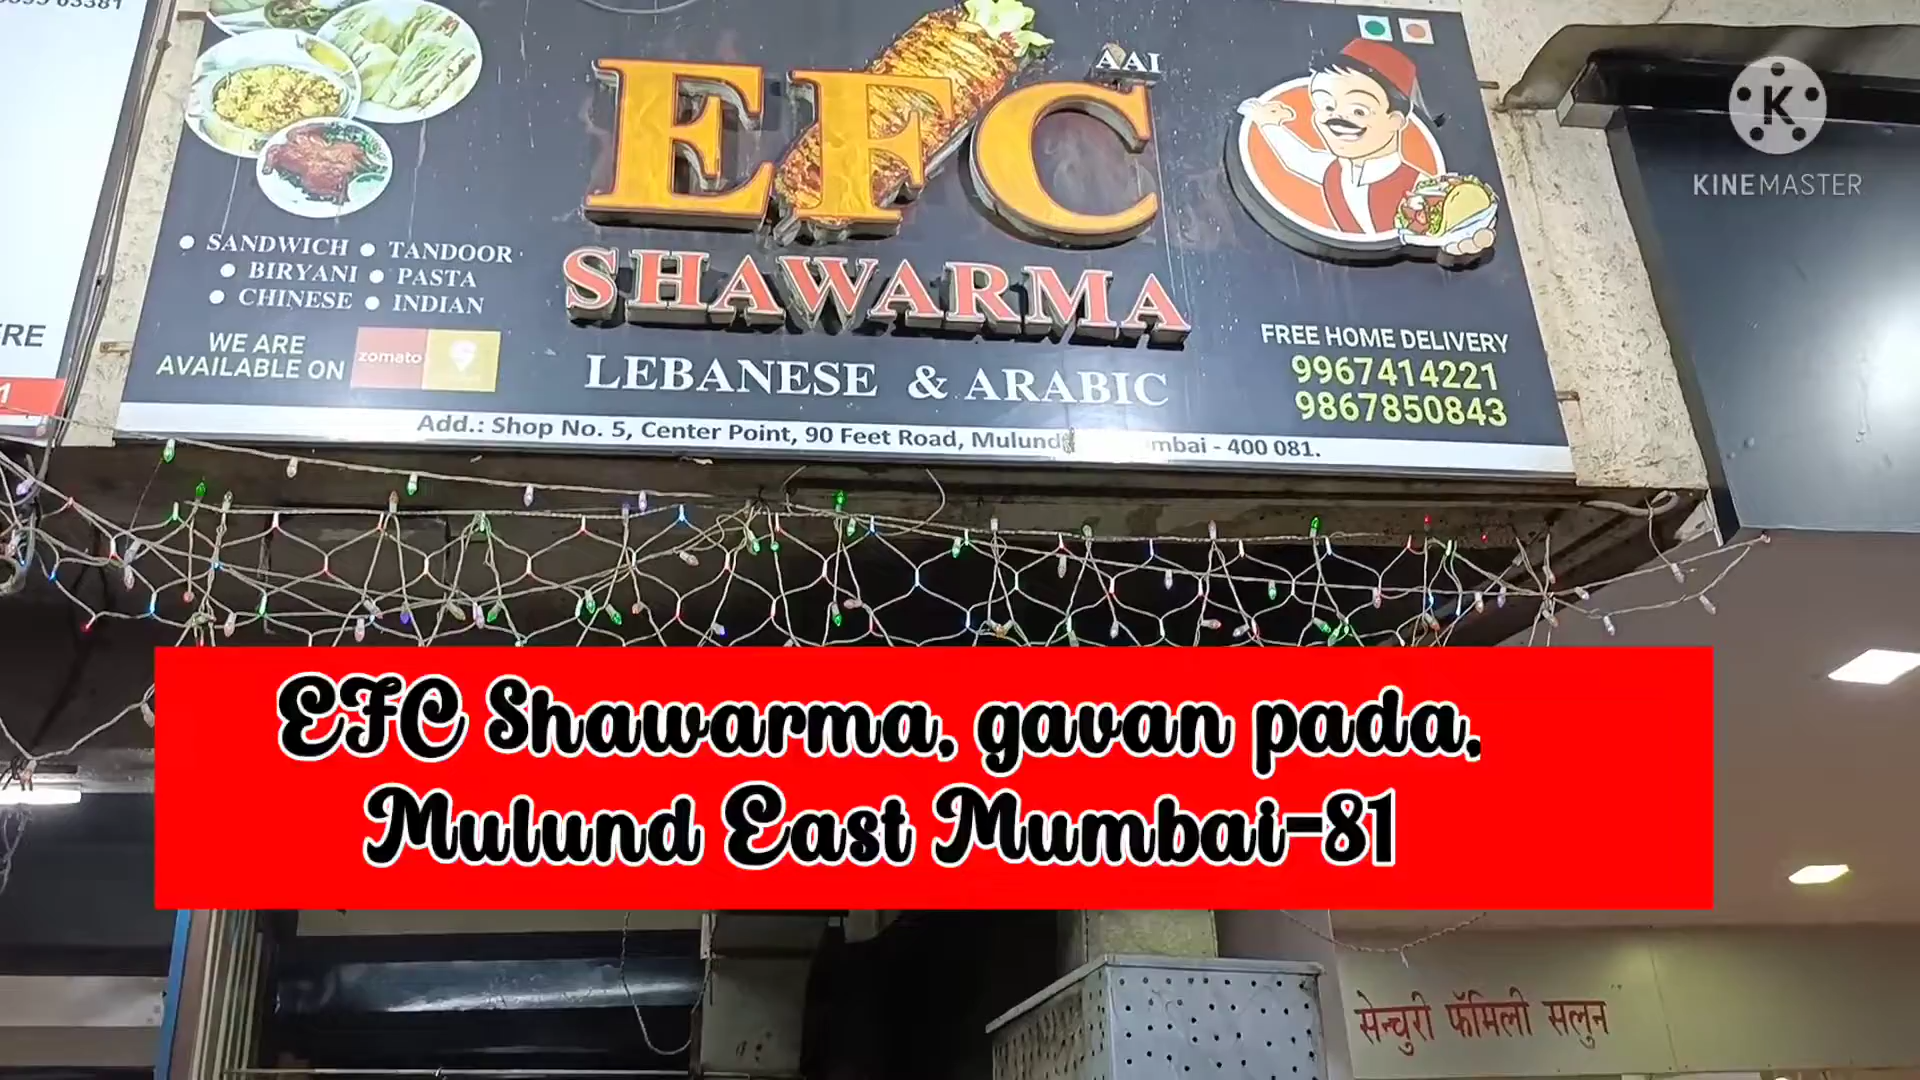 AAI
EFC
SHAWARMA
LEBANESE & ARABIC
● SANDWICH ● TANDOOR
● BIRYANI ● PASTA
● CHINESE ● INDIAN
WE ARE
AVAILABLE ON
zomato
FREE HOME DELIVERY
9967414221
9867850843
Add.: Shop No. 5, Center Point, 90 Feet Road, Mulund mbai - 400 081.
K
KINEMASTER
RE
1
EFC Shawarma, gavan pada,
Mulund East Mumbai-81
सेन्चुरी फॅमिली सलुन